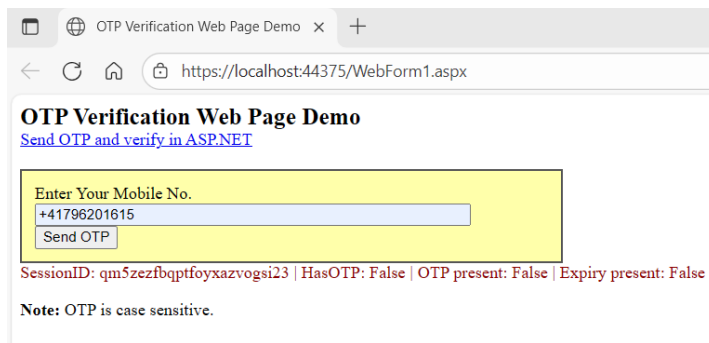 OTP Verification Web Page Demo
https://localhost:44375/WebForm1.aspx
OTP Verification Web Page Demo
Send OTP and verify in ASP.NET
Enter Your Mobile No.
+41796201615
Send OTP
SessionID: qm5zezfbqptfoyxazvogsi23 | HasOTP: False | OTP present: False | Expiry present: False
Note: OTP is case sensitive.